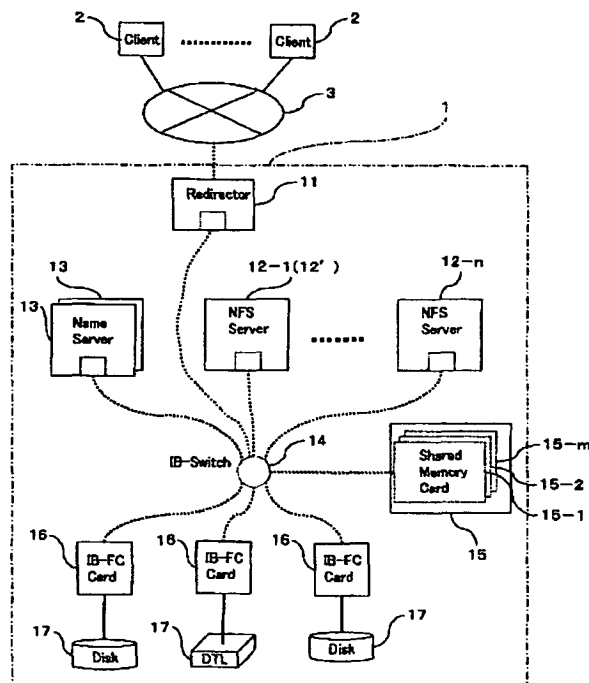 2
2
Client
Client
3
1
Redirector
11
13
12-1(12')
12-n
13
Name
Server
NFS
Server
NFS
Server
14
IB-Switch
Shared
Memory
Card
15-m
15-2
15-1
15
16
16
16
IB-FC
Card
IB-FC
Card
IB-FC
Card
17
17
17
Disk
DTL
Disk